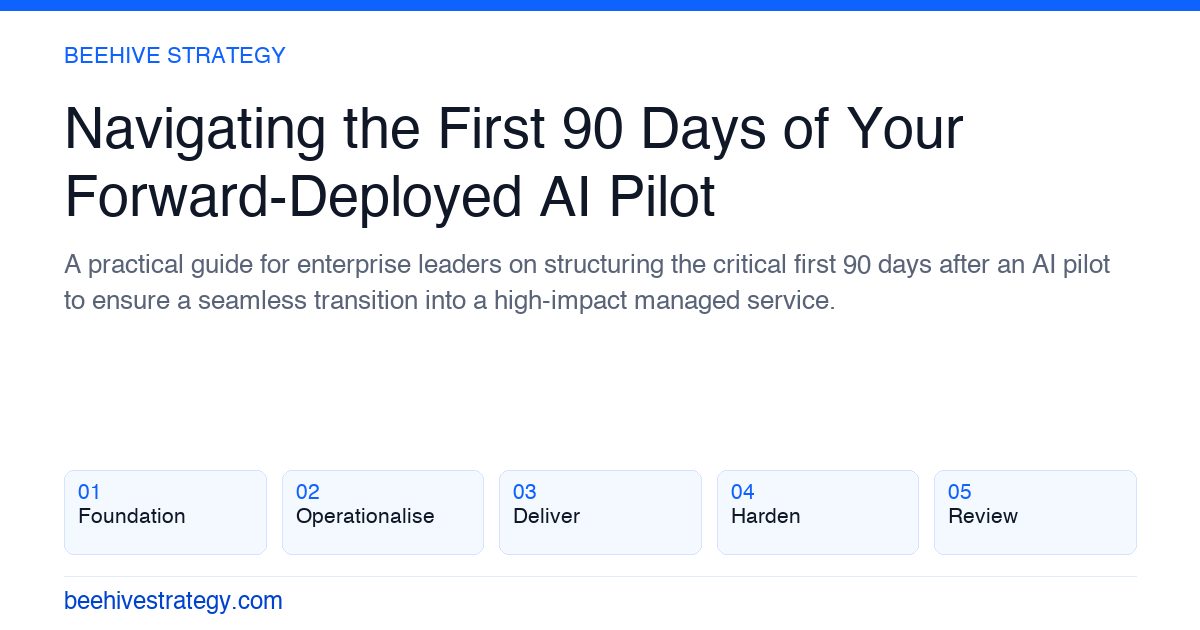 BEEHIVE STRATEGY
Navigating the First 90 Days of Your
Forward-Deployed AI Pilot
A practical guide for enterprise leaders on structuring the critical first 90 days after an AI pilot
to ensure a seamless transition into a high-impact managed service.
01
Foundation
02
Operationalise
03
Deliver
04
Harden
05
Review
beehivestrategy.com